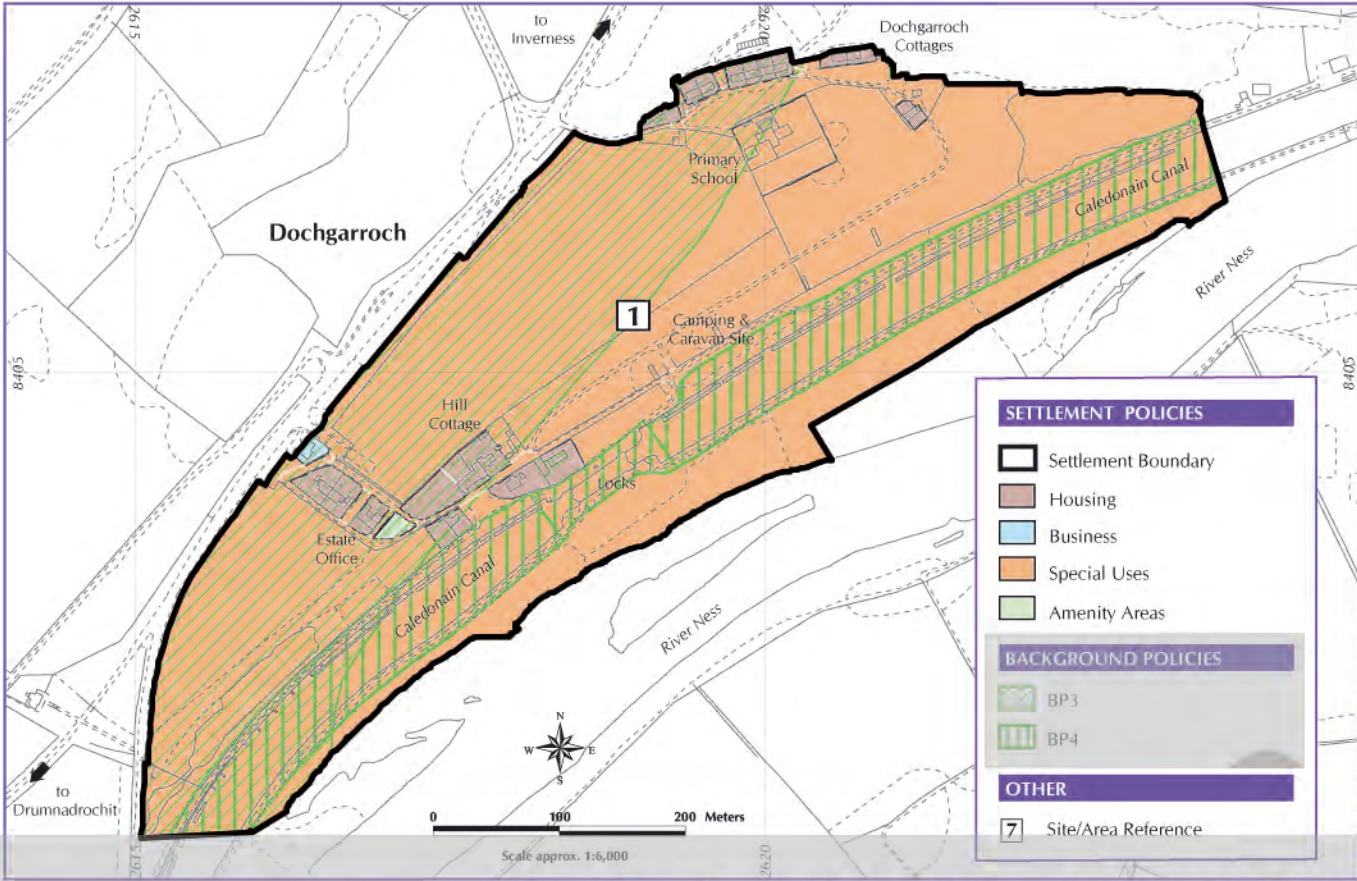 2615
to
Inverness
2620
Dochgarroch
Cottages
Primary
School
Caledonain Canal
Dochgarroch
River Ness
1
Camping &
Caravan Site
8405
8405
Hill
Cottage
Locks
Estate
Office
Caledonain Canal
River Ness
to
Drumnadrochit
N
W E
S
0 100 200 Meters
Scale approx. 1:6,000
2615
2620
SETTLEMENT POLICIES
Settlement Boundary
Housing
Business
Special Uses
Amenity Areas
BACKGROUND POLICIES
BP3
BP4
OTHER
7 Site/Area Reference